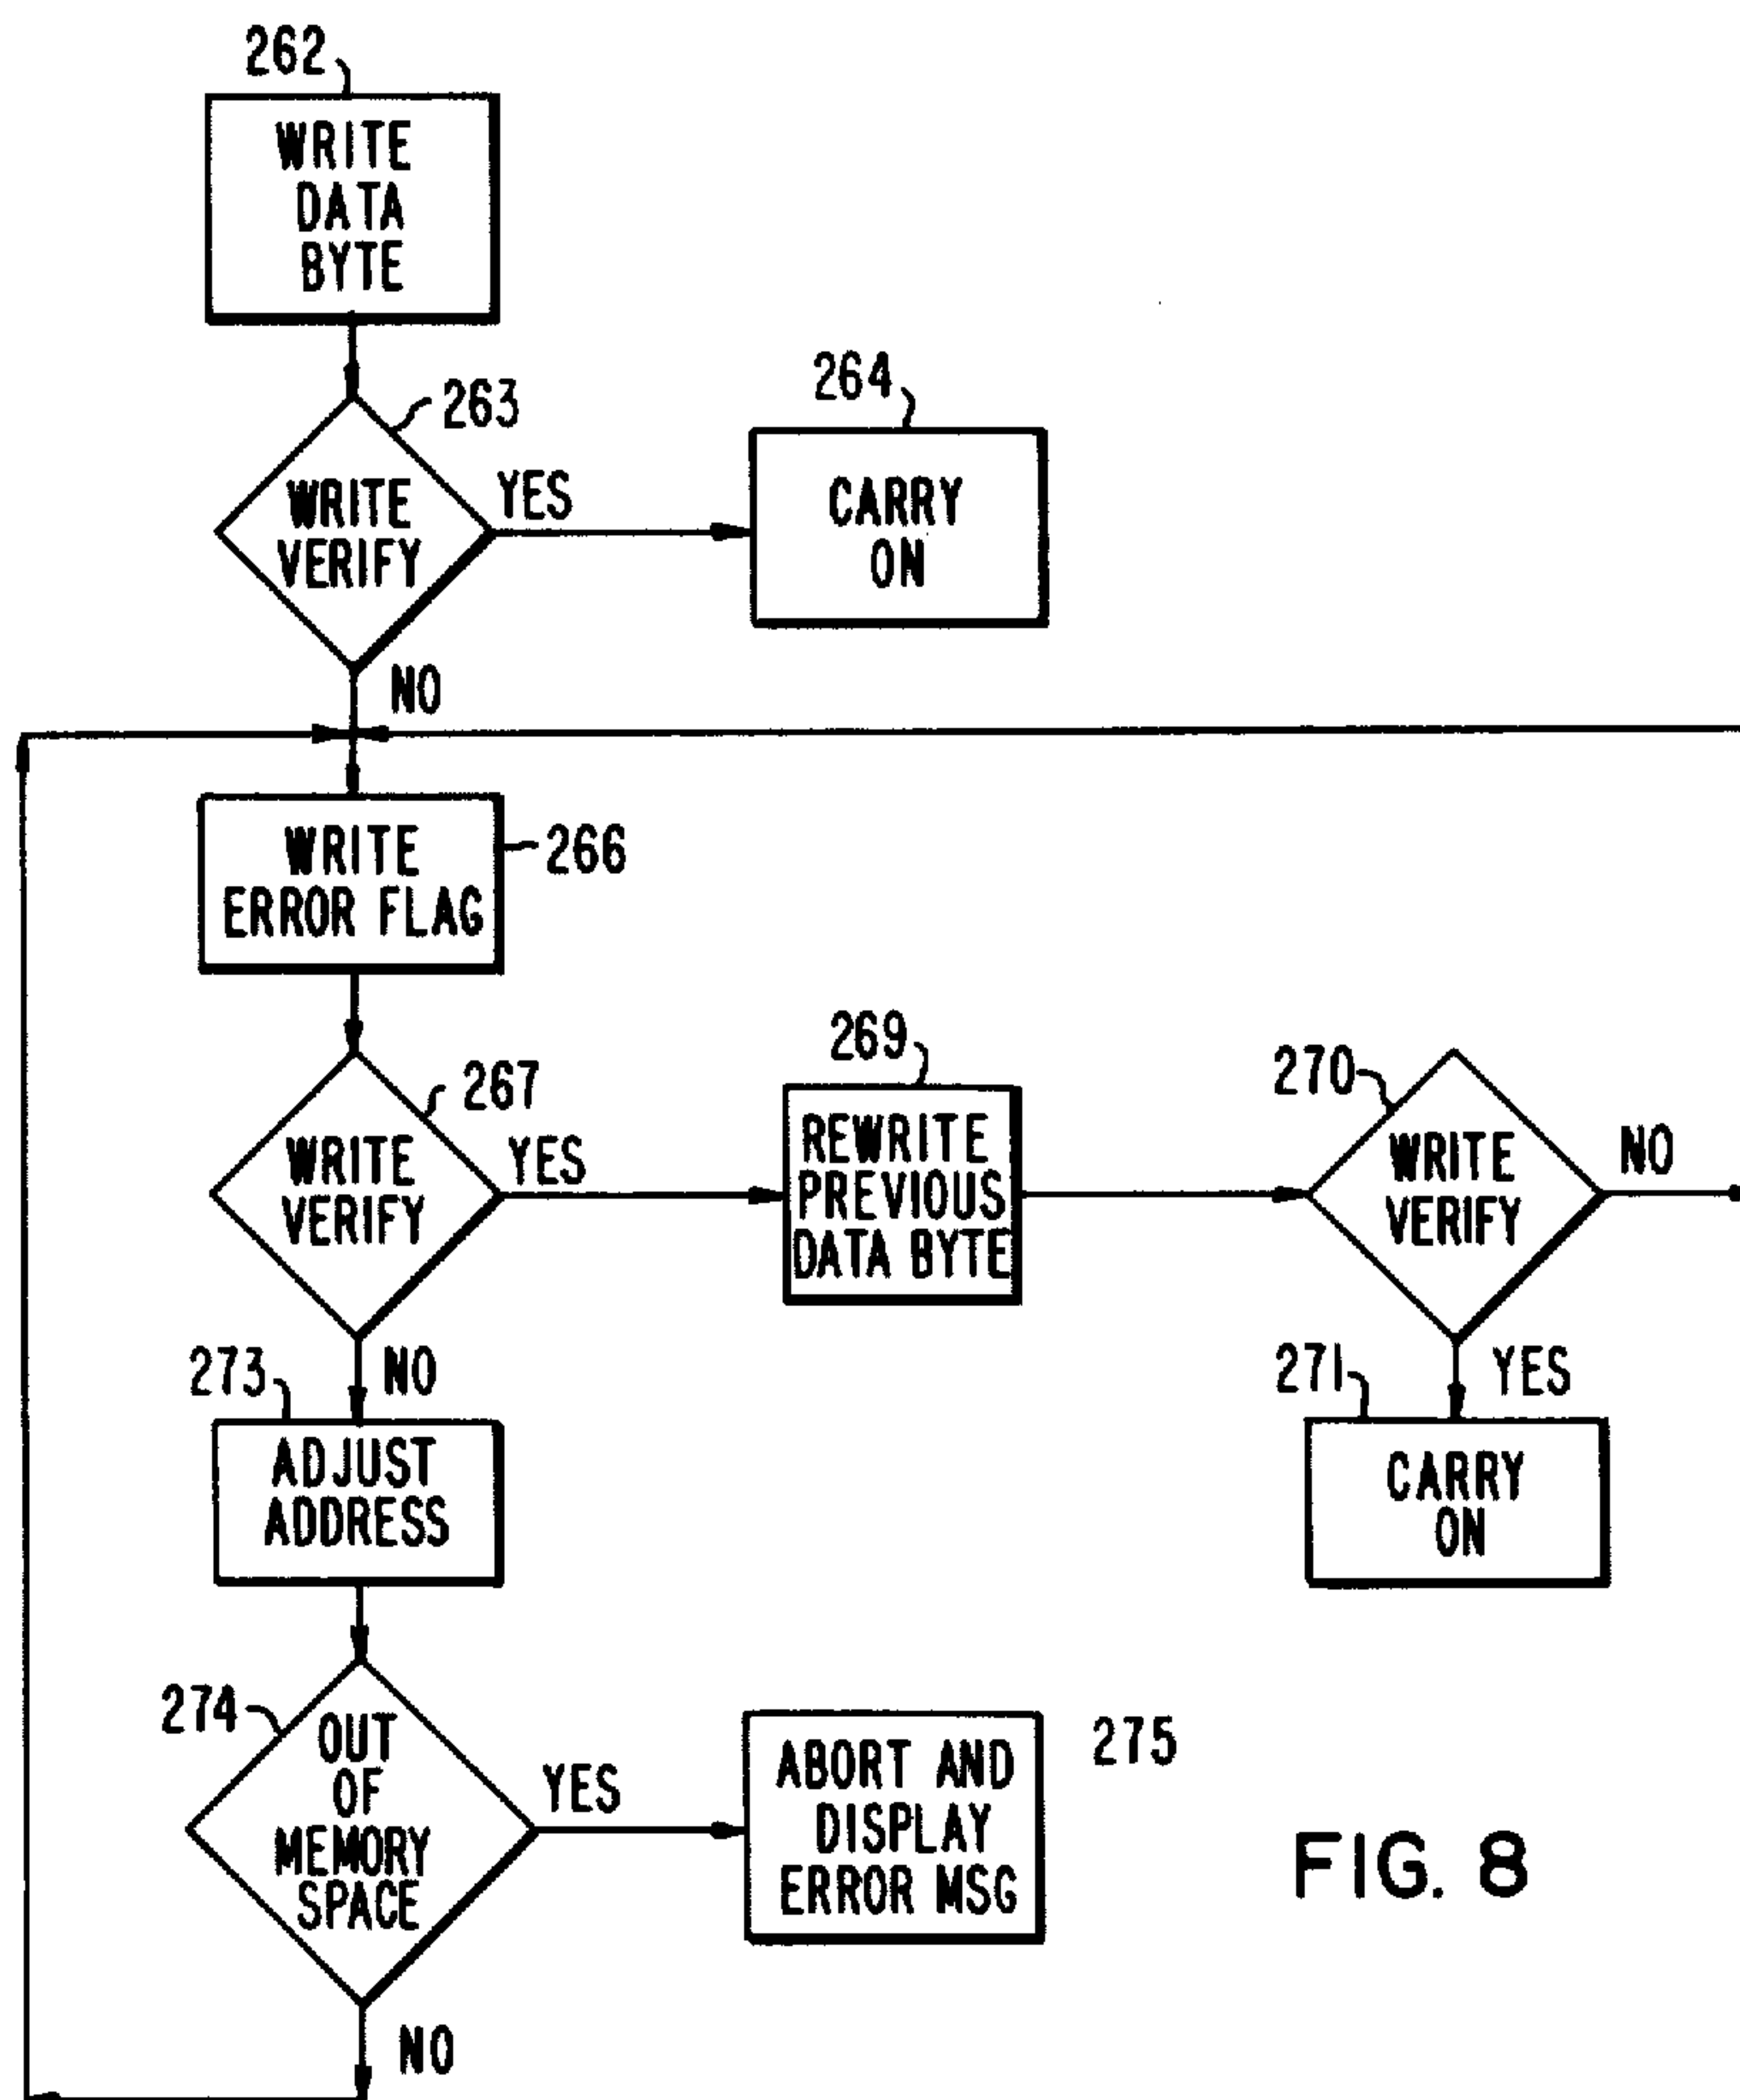 262
WRITE
DATA
BYTE
263
WRITE
VERIFY
YES
264
CARRY
ON
NO
WRITE
ERROR FLAG
266
267
WRITE
VERIFY
YES
269
REWRITE
PREVIOUS
DATA BYTE
270
WRITE
VERIFY
NO
YES
271
CARRY
ON
NO
273
ADJUST
ADDRESS
274
OUT
OF
MEMORY
SPACE
YES
ABORT AND
DISPLAY
ERROR MSG
275
NO
FIG. 8